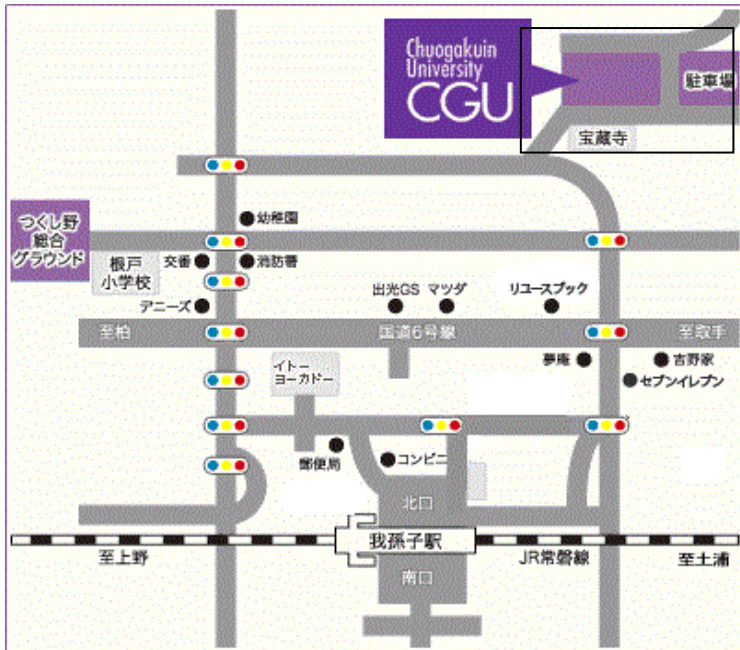 Chuogakuin
University
CGU
駐車場
宝蔵寺
幼稚園
つくし野
総合
グラウンド
根戸
小学校
交番
消防署
デニーズ
出光GS
マツダ
リユースブック
至柏
国道6号線
至取手
夢庵
吉野家
セブンイレブン
イトー
ヨーカドー
郵便局
コンビニ
北口
我孫子駅
至上野
JR常磐線
至土浦
南口